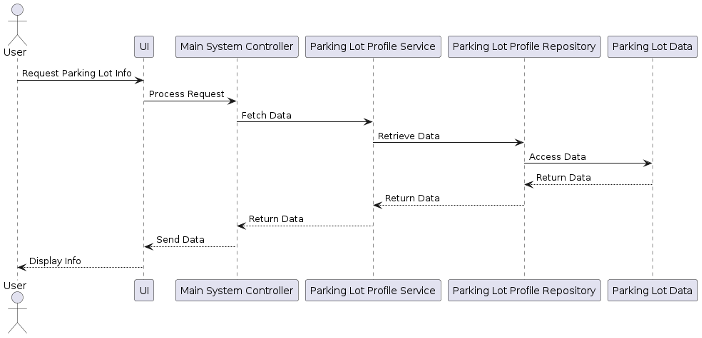 User
UI
Main System Controller
Parking Lot Profile Service
Parking Lot Profile Repository
Parking Lot Data
Request Parking Lot Info
Process Request
Fetch Data
Retrieve Data
Access Data
Return Data
Return Data
Return Data
Send Data
Display Info
User
UI
Main System Controller
Parking Lot Profile Service
Parking Lot Profile Repository
Parking Lot Data